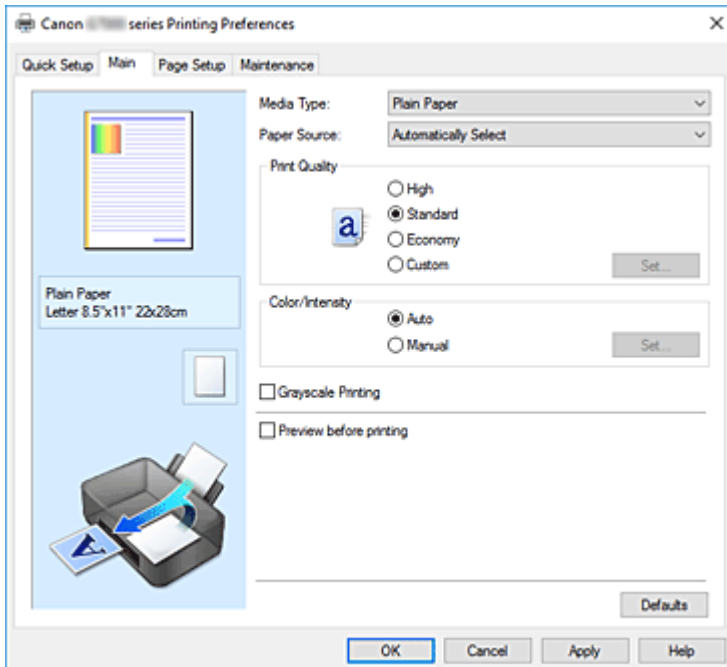 Canon series Printing Preferences
Quick Setup Main Page Setup Maintenance
Media Type: Plain Paper
Paper Source: Automatically Select
Print Quality
High
a Standard
Economy
Custom Set...
Plain Paper
Letter 8.5"x11" 22x28cm
Color/Intensity
Auto
Manual Set...
Grayscale Printing
Preview before printing
A
Defaults
OK Cancel Apply Help